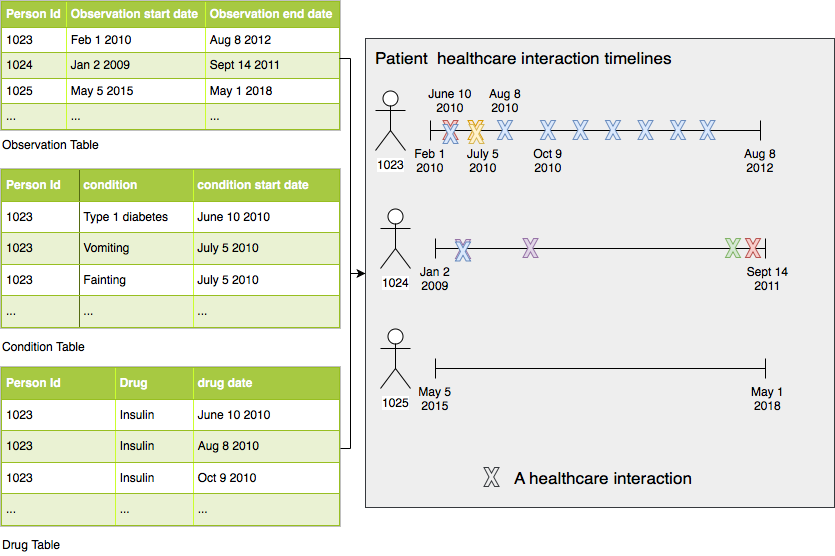 Person Id Observation start date Observation end date
1023 Feb 1 2010 Aug 8 2012
1024 Jan 2 2009 Sept 14 2011
1025 May 5 2015 May 1 2018
... ... ...
Observation Table
Person Id condition condition start date
1023 Type 1 diabetes June 10 2010
1023 Vomiting July 5 2010
1023 Fainting July 5 2010
... ... ...
Condition Table
Person Id Drug drug date
1023 Insulin June 10 2010
1023 Insulin Aug 8 2010
1023 Insulin Oct 9 2010
... ... ...
Drug Table
Patient healthcare interaction timelines
June 10 Aug 8
2010 2010
1023
Feb 1 July 5 Oct 9 Aug 8
2010 2010 2010 2012
1024
Jan 2 Sept 14
2009 2011
1025
May 5 May 1
2015 2018
A healthcare interaction